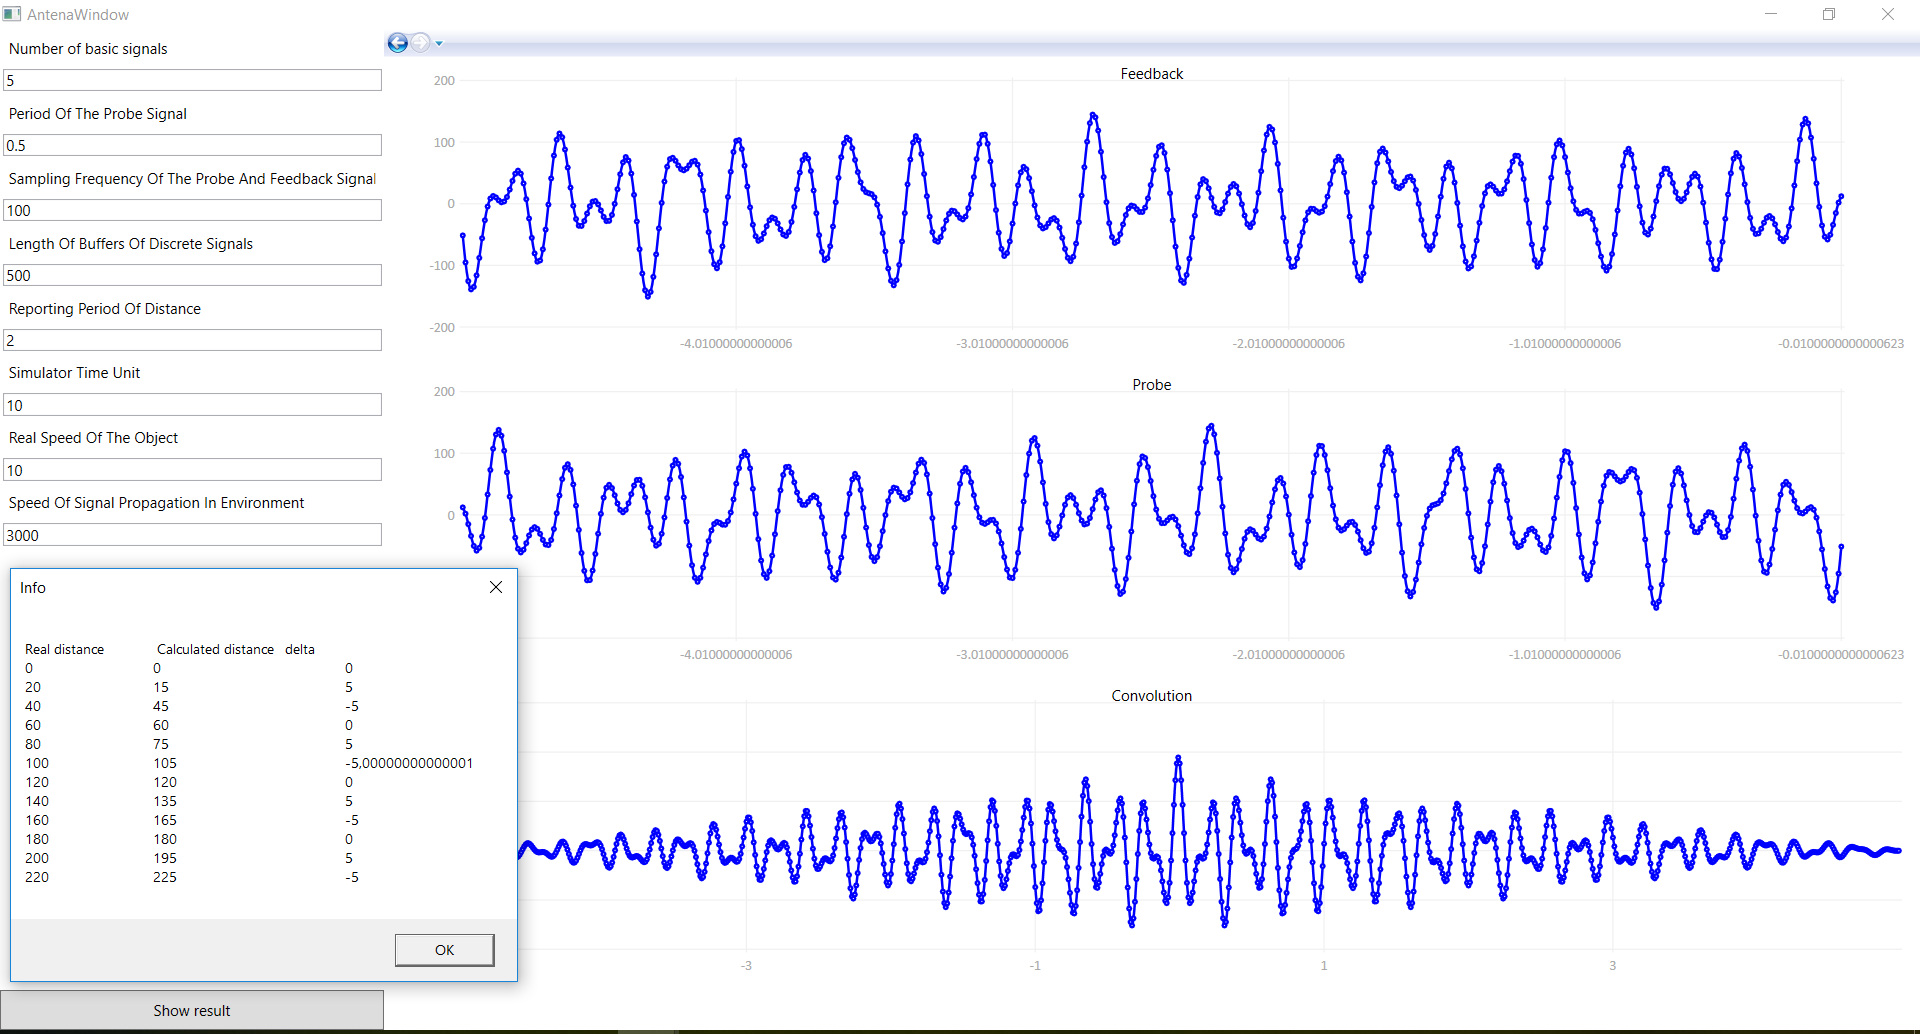 AntenaWindow
Number of basic signals
5
Period Of The Probe Signal
0.5
Sampling Frequency Of The Probe And Feedback Signal
100
Length Of Buffers Of Discrete Signals
500
Reporting Period Of Distance
2
Simulator Time Unit
10
Real Speed Of The Object
10
Speed Of Signal Propagation In Environment
3000
Info
Real distance Calculated distance delta
0 0 0
20 15 5
40 45 -5
60 60 0
80 75 5
100 105 -5,00000000000001
120 120 0
140 135 5
160 165 -5
180 180 0
200 195 5
220 225 -5
OK
Show result
Feedback
200
100
0
-100
-200
-4.01000000000006 -3.01000000000006 -2.01000000000006 -1.01000000000006 -0.0100000000000623
Probe
200
100
0
-4.01000000000006 -3.01000000000006 -2.01000000000006 -1.01000000000006 -0.0100000000000623
Convolution
-3 -1 1 3